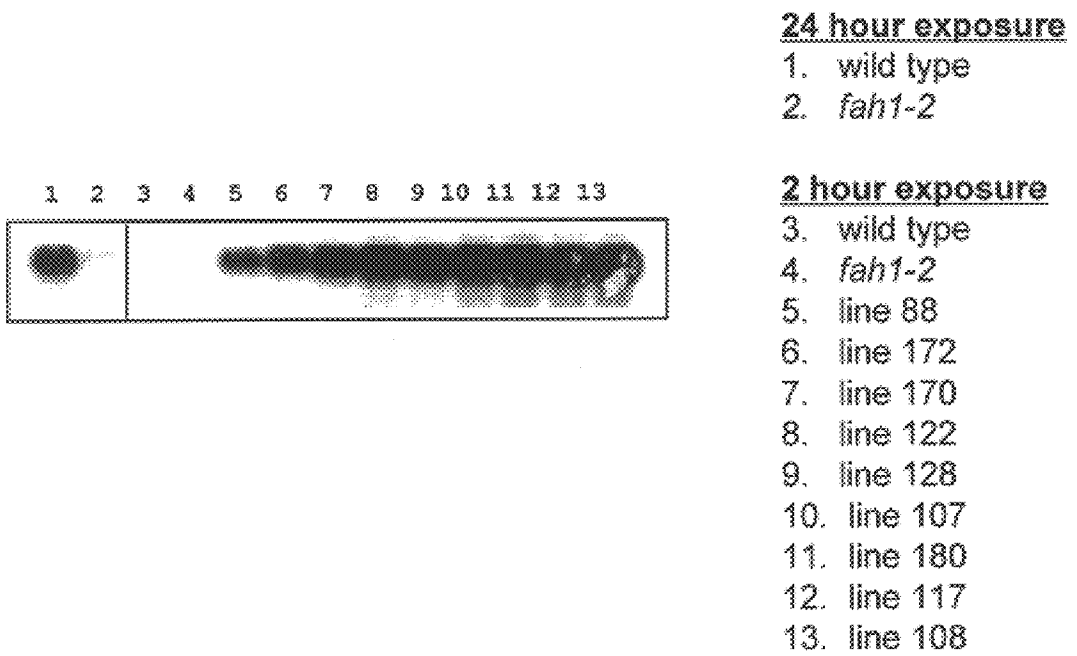 24 hour exposure
1. wild type
2. fah1-2
1 2 3 4 5 6 7 8 9 10 11 12 13
2 hour exposure
3. wild type
4. fah1-2
5. line 88
6. line 172
7. line 170
8. line 122
9. line 128
10. line 107
11. line 180
12. line 117
13. line 108